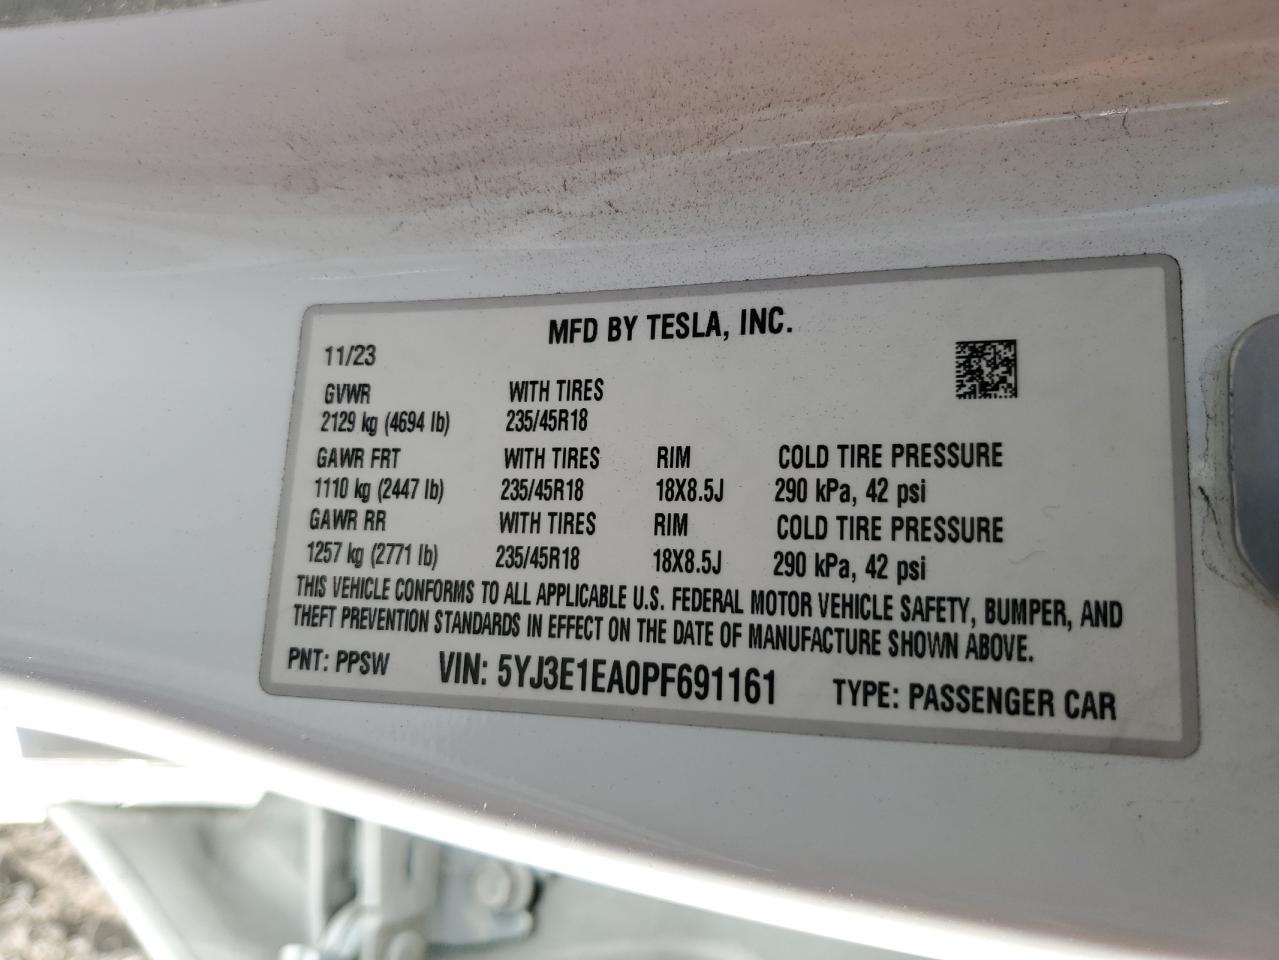 MFD BY TESLA, INC.
11/23
GVWR WITH TIRES
2129 kg (4694 lb) 235/45R18
GAWR FRT WITH TIRES RIM COLD TIRE PRESSURE
1110 kg (2447 lb) 235/45R18 18X8.5J 290 kPa, 42 psi
GAWR RR WITH TIRES RIM COLD TIRE PRESSURE
1257 kg (2771 lb) 235/45R18 18X8.5J 290 kPa, 42 psi
THIS VEHICLE CONFORMS TO ALL APPLICABLE U.S. FEDERAL MOTOR VEHICLE SAFETY, BUMPER, AND
THEFT PREVENTION STANDARDS IN EFFECT ON THE DATE OF MANUFACTURE SHOWN ABOVE.
PNT: PPSW VIN: 5YJ3E1EA0PF691161 TYPE: PASSENGER CAR